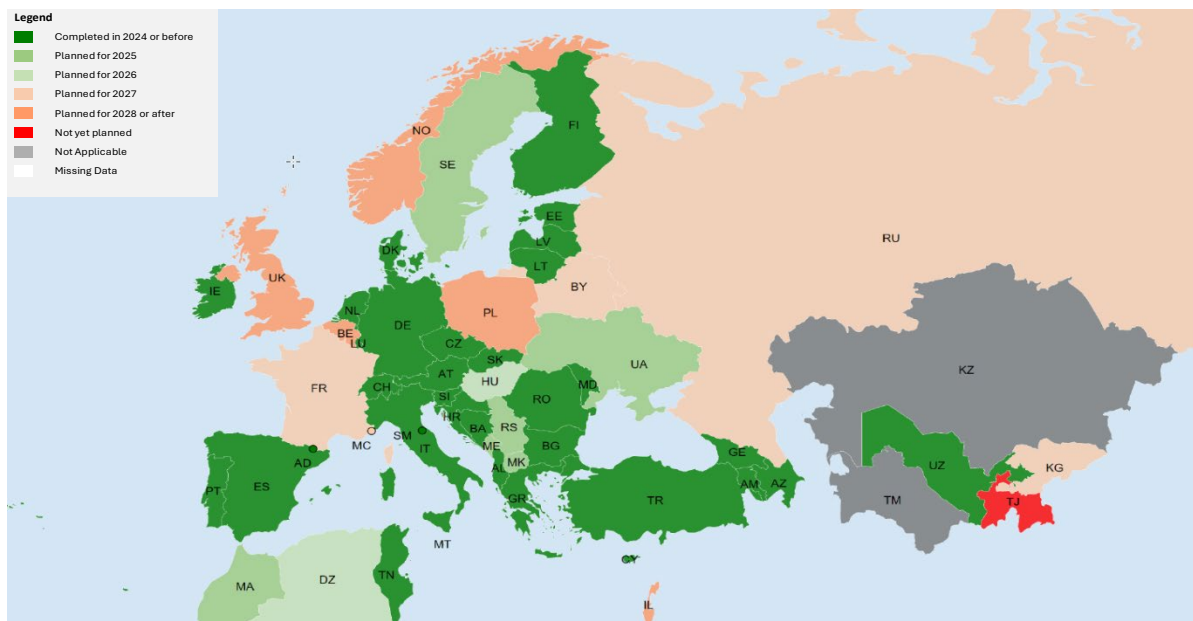 Legend
Completed in 2024 or before
Planned for 2025
Planned for 2026
Planned for 2027
Planned for 2028 or after
Not yet planned
Not Applicable
Missing Data
NO
FI
SE
EE
RU
LV
DK
LT
UK
IE
BY
NL
PL
DE
BE
LU
CZ
SK
UA
KZ
AT
HU
CH
FR
MD
SI
RO
HR
BA
RS
SM
MC
IT
ME
BG
GE
AD
AL
MK
UZ
KG
ES
PT
GR
TR
AM
AZ
TM
TJ
MT
CY
TN
DZ
MA
IL